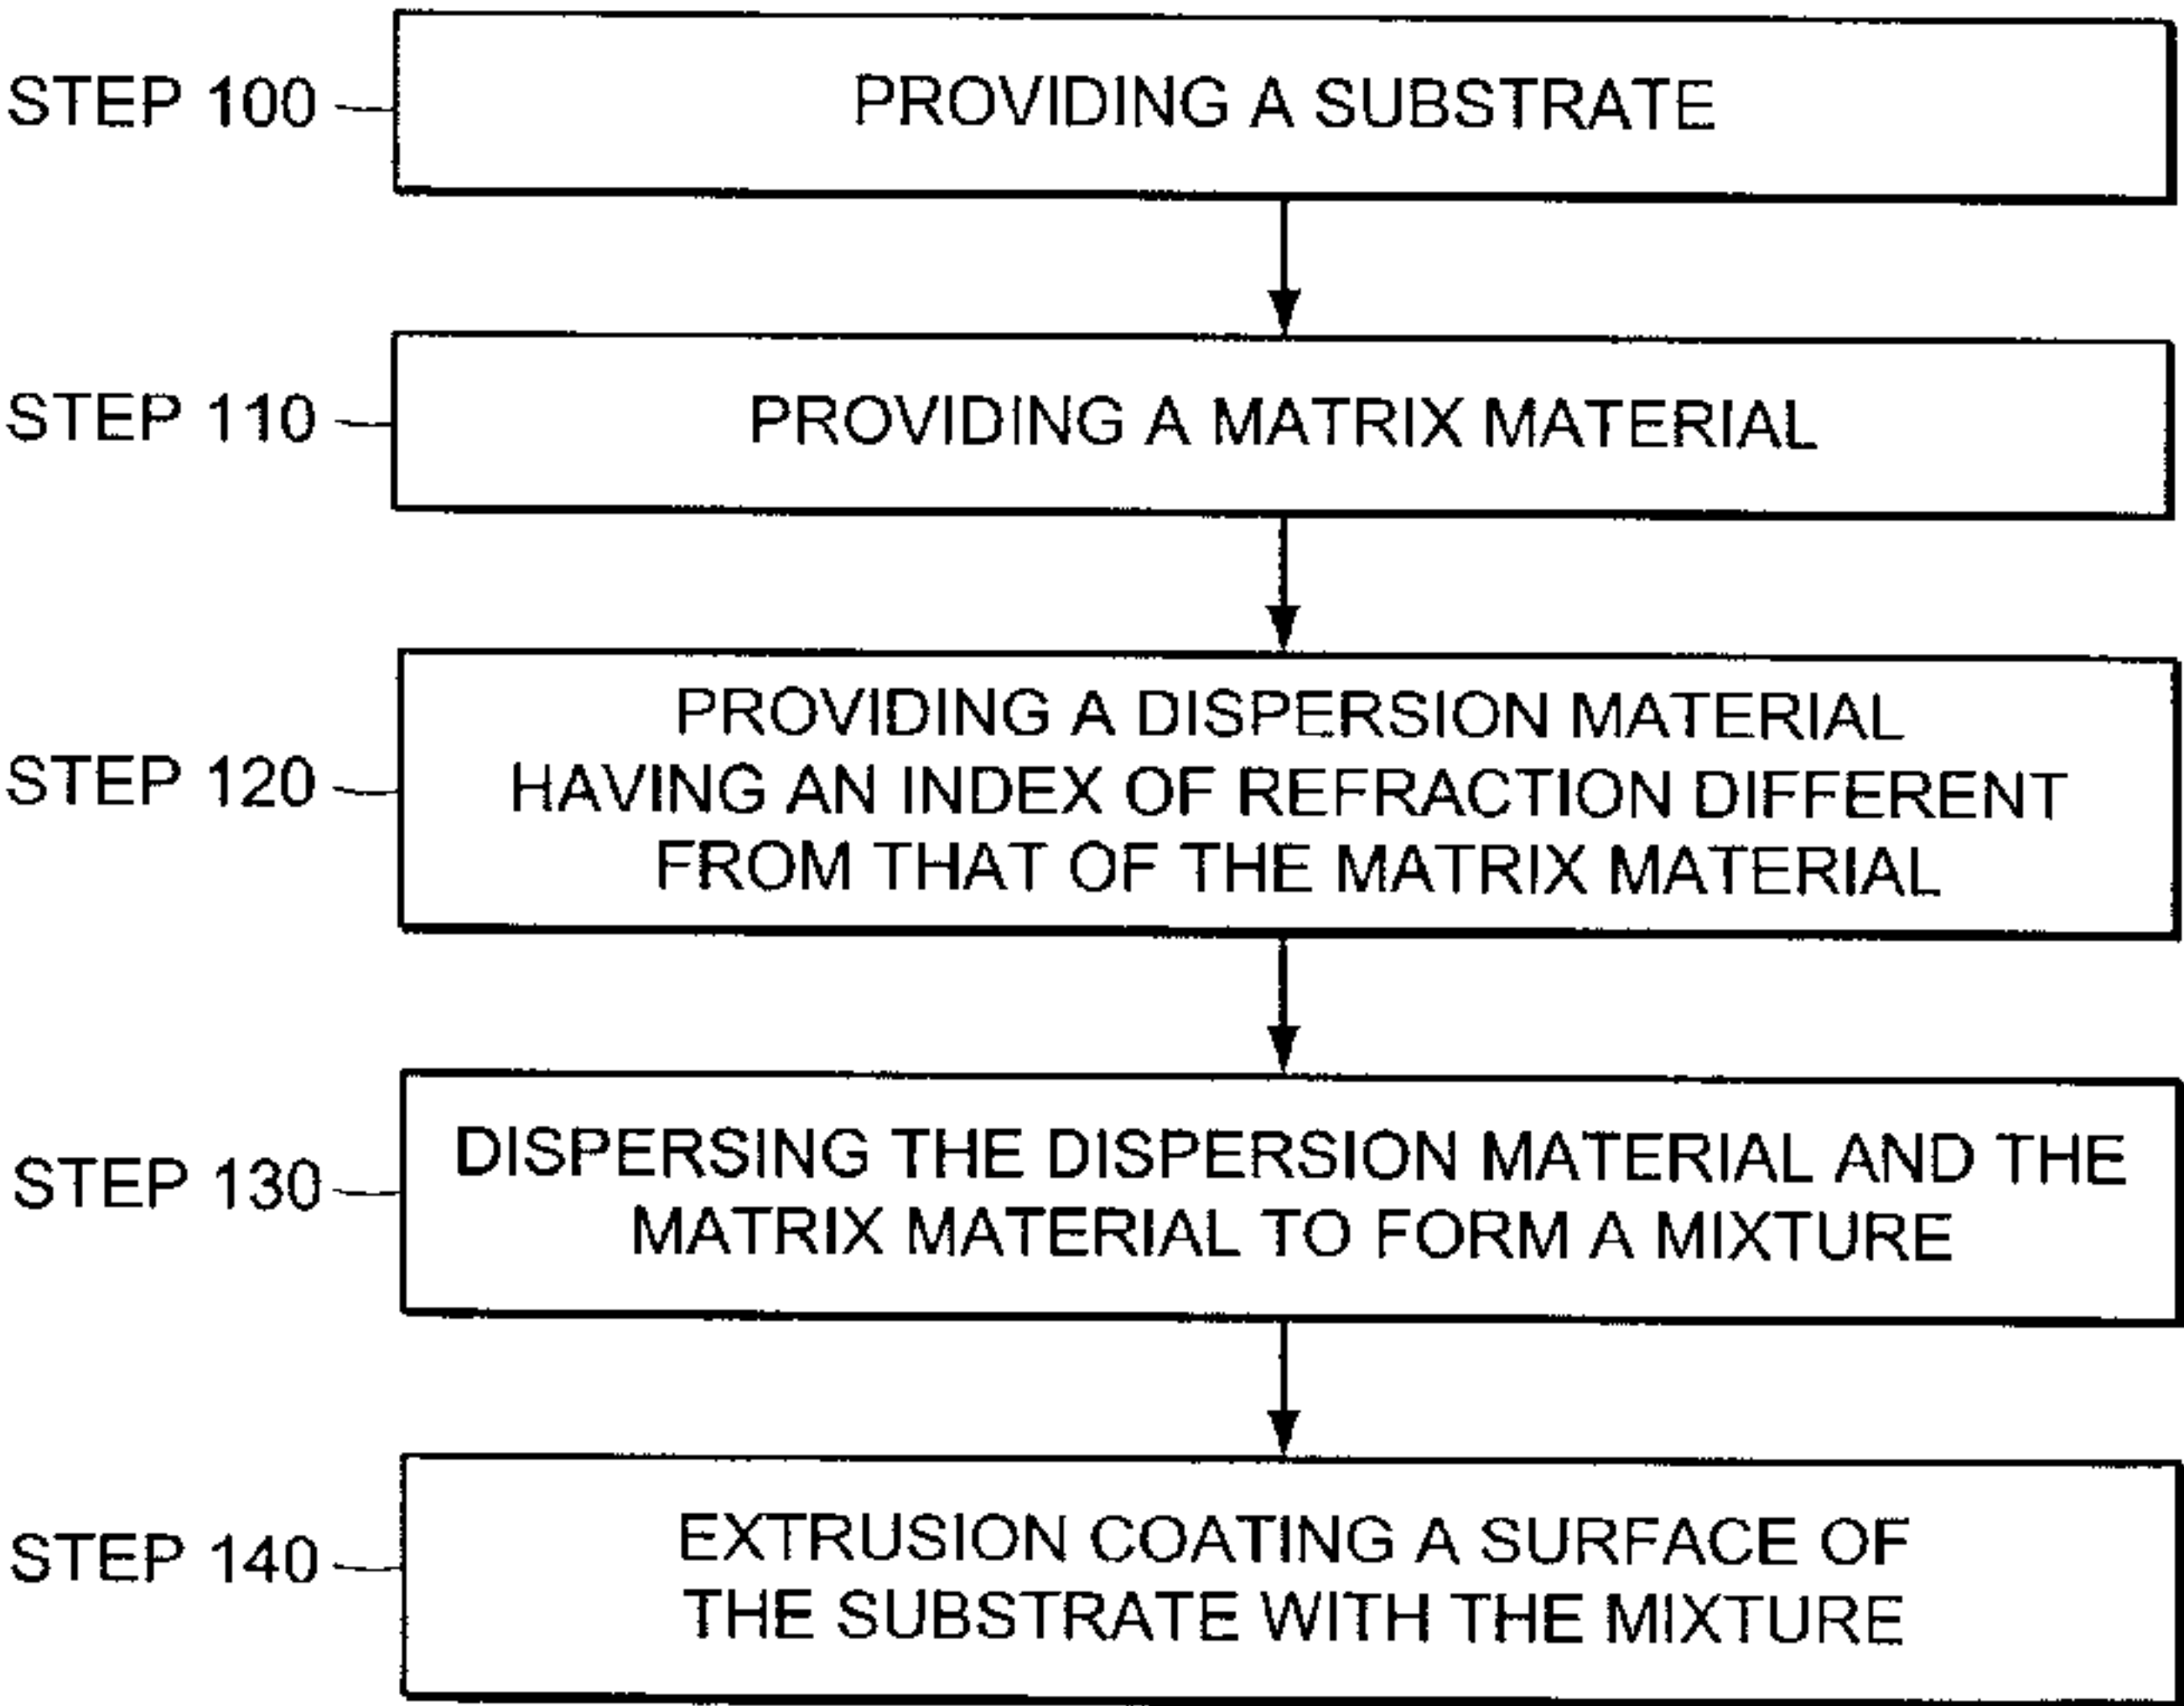 STEP 100
PROVIDING A SUBSTRATE
STEP 110
PROVIDING A MATRIX MATERIAL
STEP 120
PROVIDING A DISPERSION MATERIAL
HAVING AN INDEX OF REFRACTION DIFFERENT
FROM THAT OF THE MATRIX MATERIAL
STEP 130
DISPERSING THE DISPERSION MATERIAL AND THE
MATRIX MATERIAL TO FORM A MIXTURE
STEP 140
EXTRUSION COATING A SURFACE OF
THE SUBSTRATE WITH THE MIXTURE